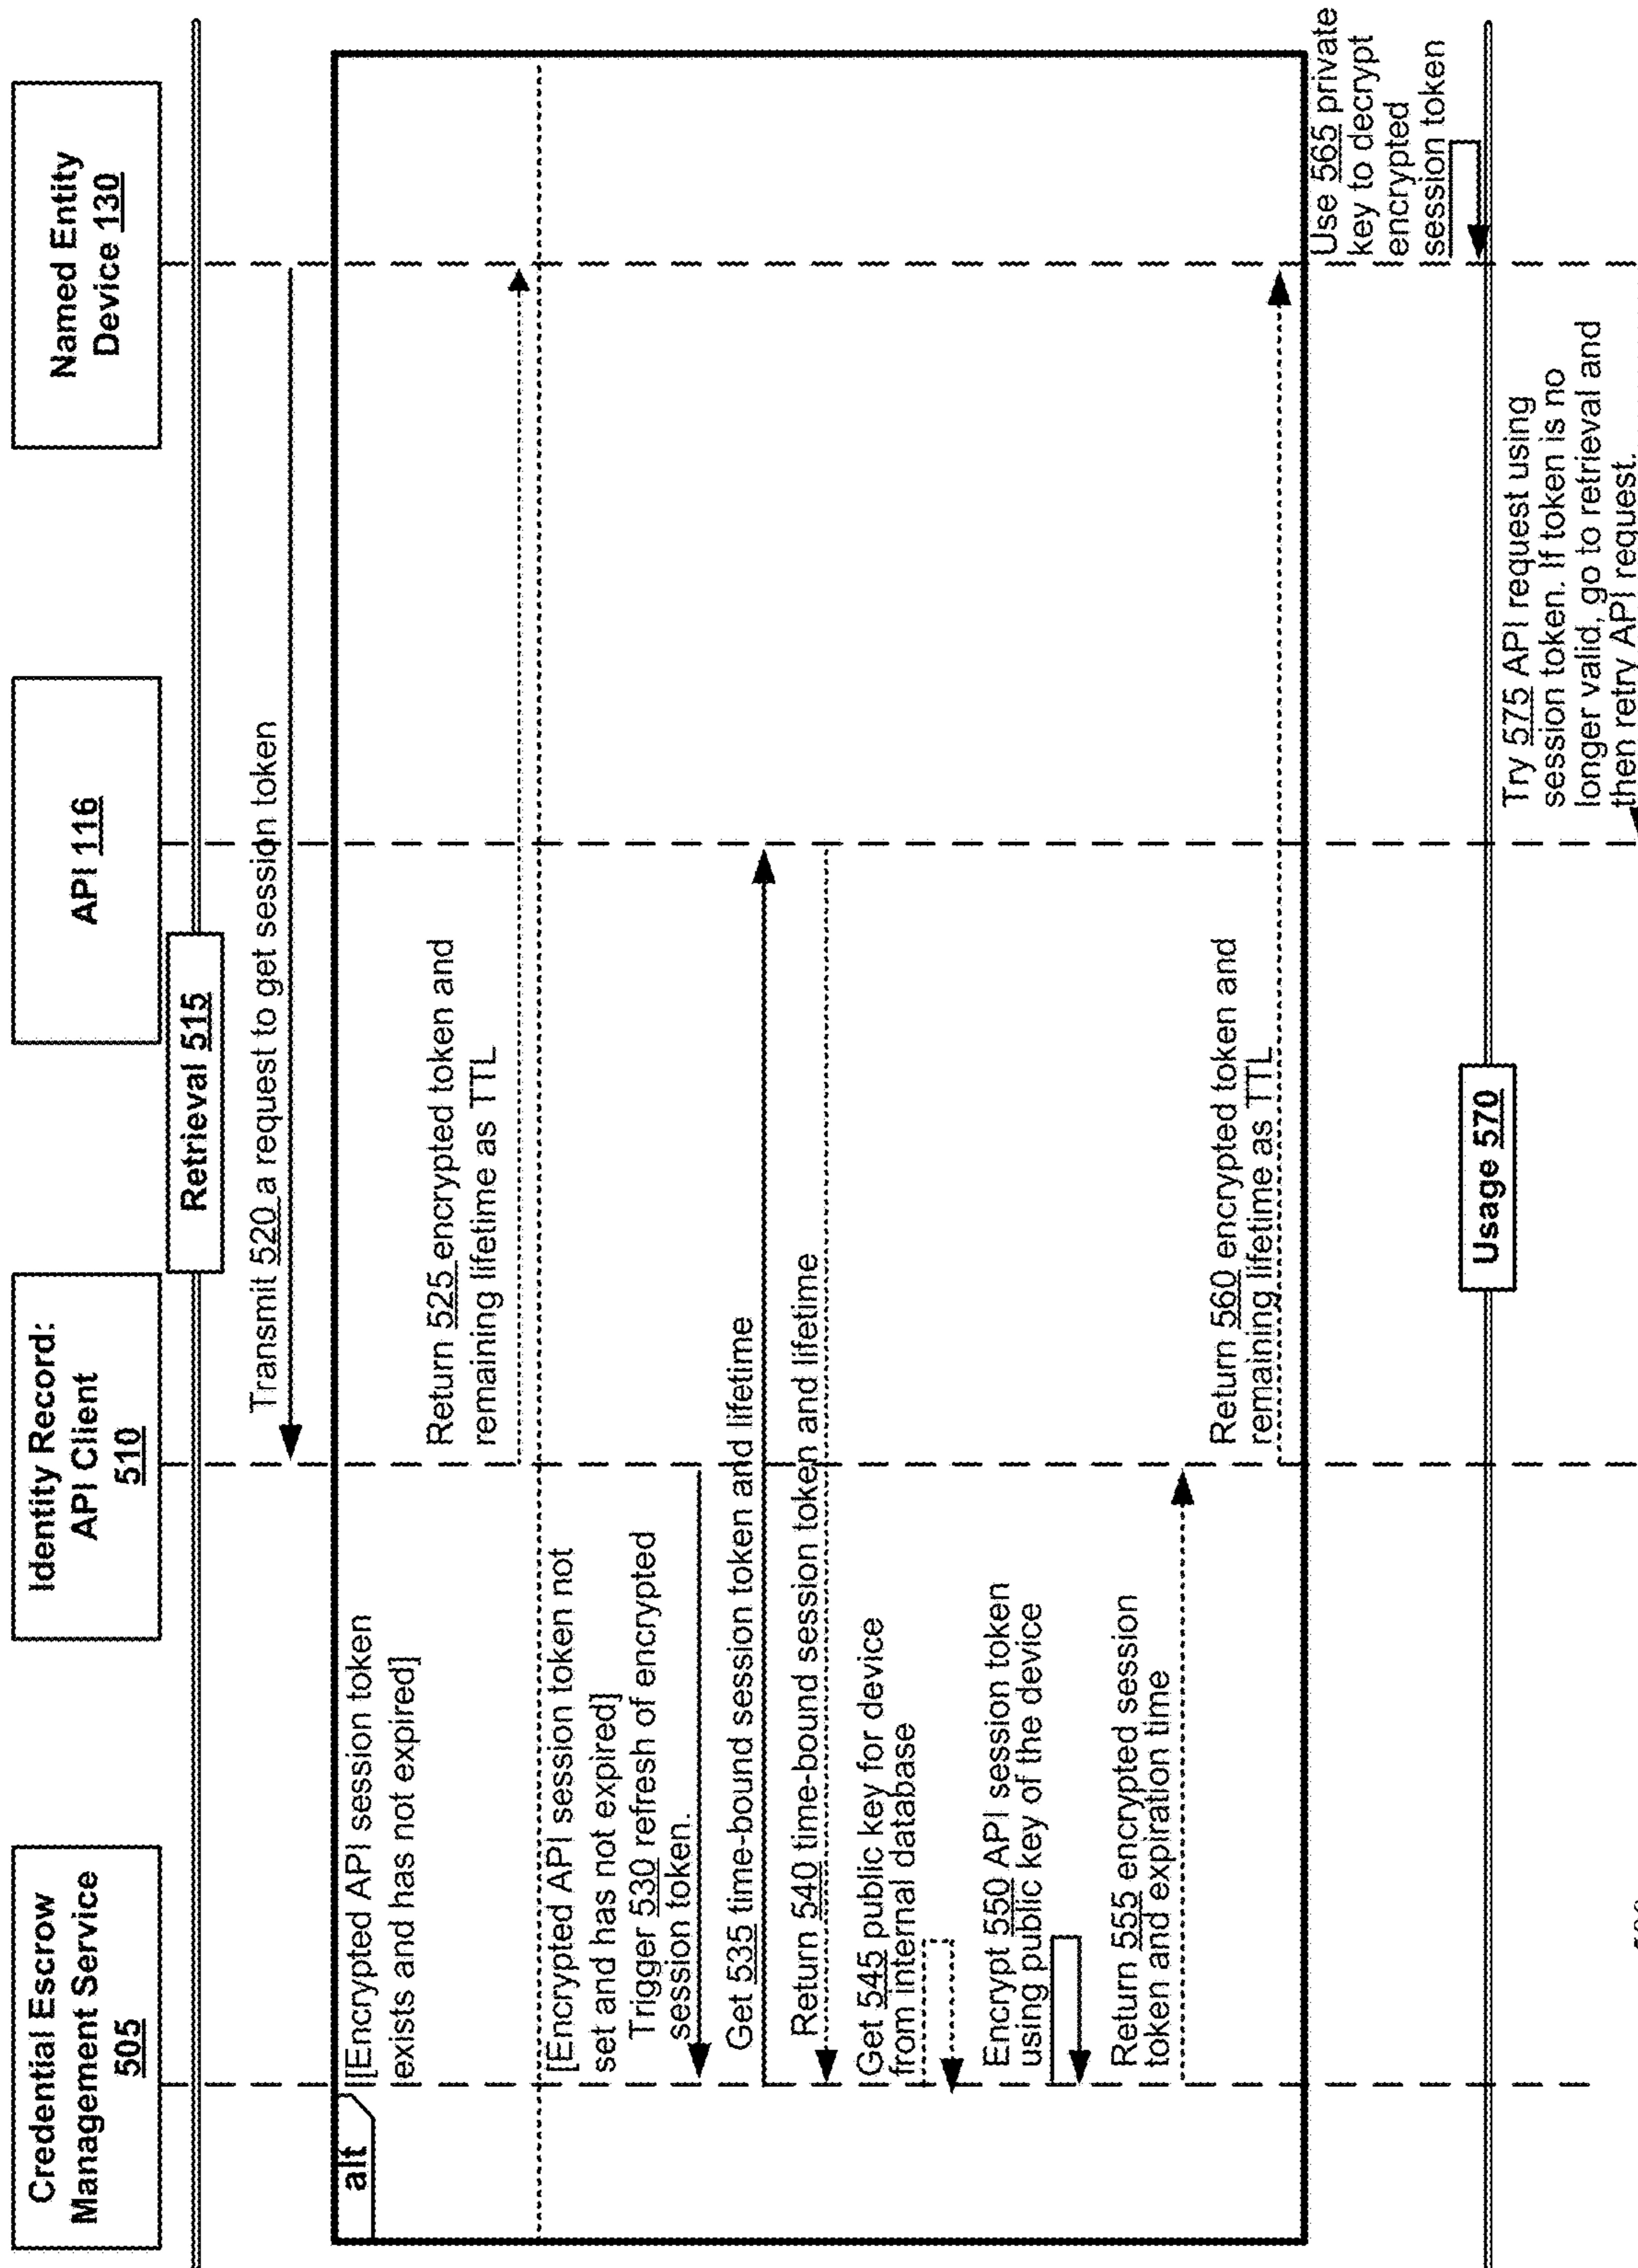 Credential Escrow
Management Service
505
Identity Record:
API Client
510
API 116
Named Entity
Device 130
Retrieval 515
Transmit 520 a request to get session token
alt
[Encrypted API session token
exists and has not expired]
Return 525 encrypted token and
remaining lifetime as TTL
[Encrypted API session token not
set and has not expired]
Trigger 530 refresh of encrypted
session token.
Get 535 time-bound session token and lifetime
Return 540 time-bound session token and lifetime
Get 545 public key for device
from internal database
Encrypt 550 API session token
using public key of the device
Return 555 encrypted session
token and expiration time
Return 560 encrypted token and
remaining lifetime as TTL
Use 565 private
key to decrypt
encrypted
session token
Usage 570
Try 575 API request using
session token. If token is no
longer valid, go to retrieval and
then retry API request.